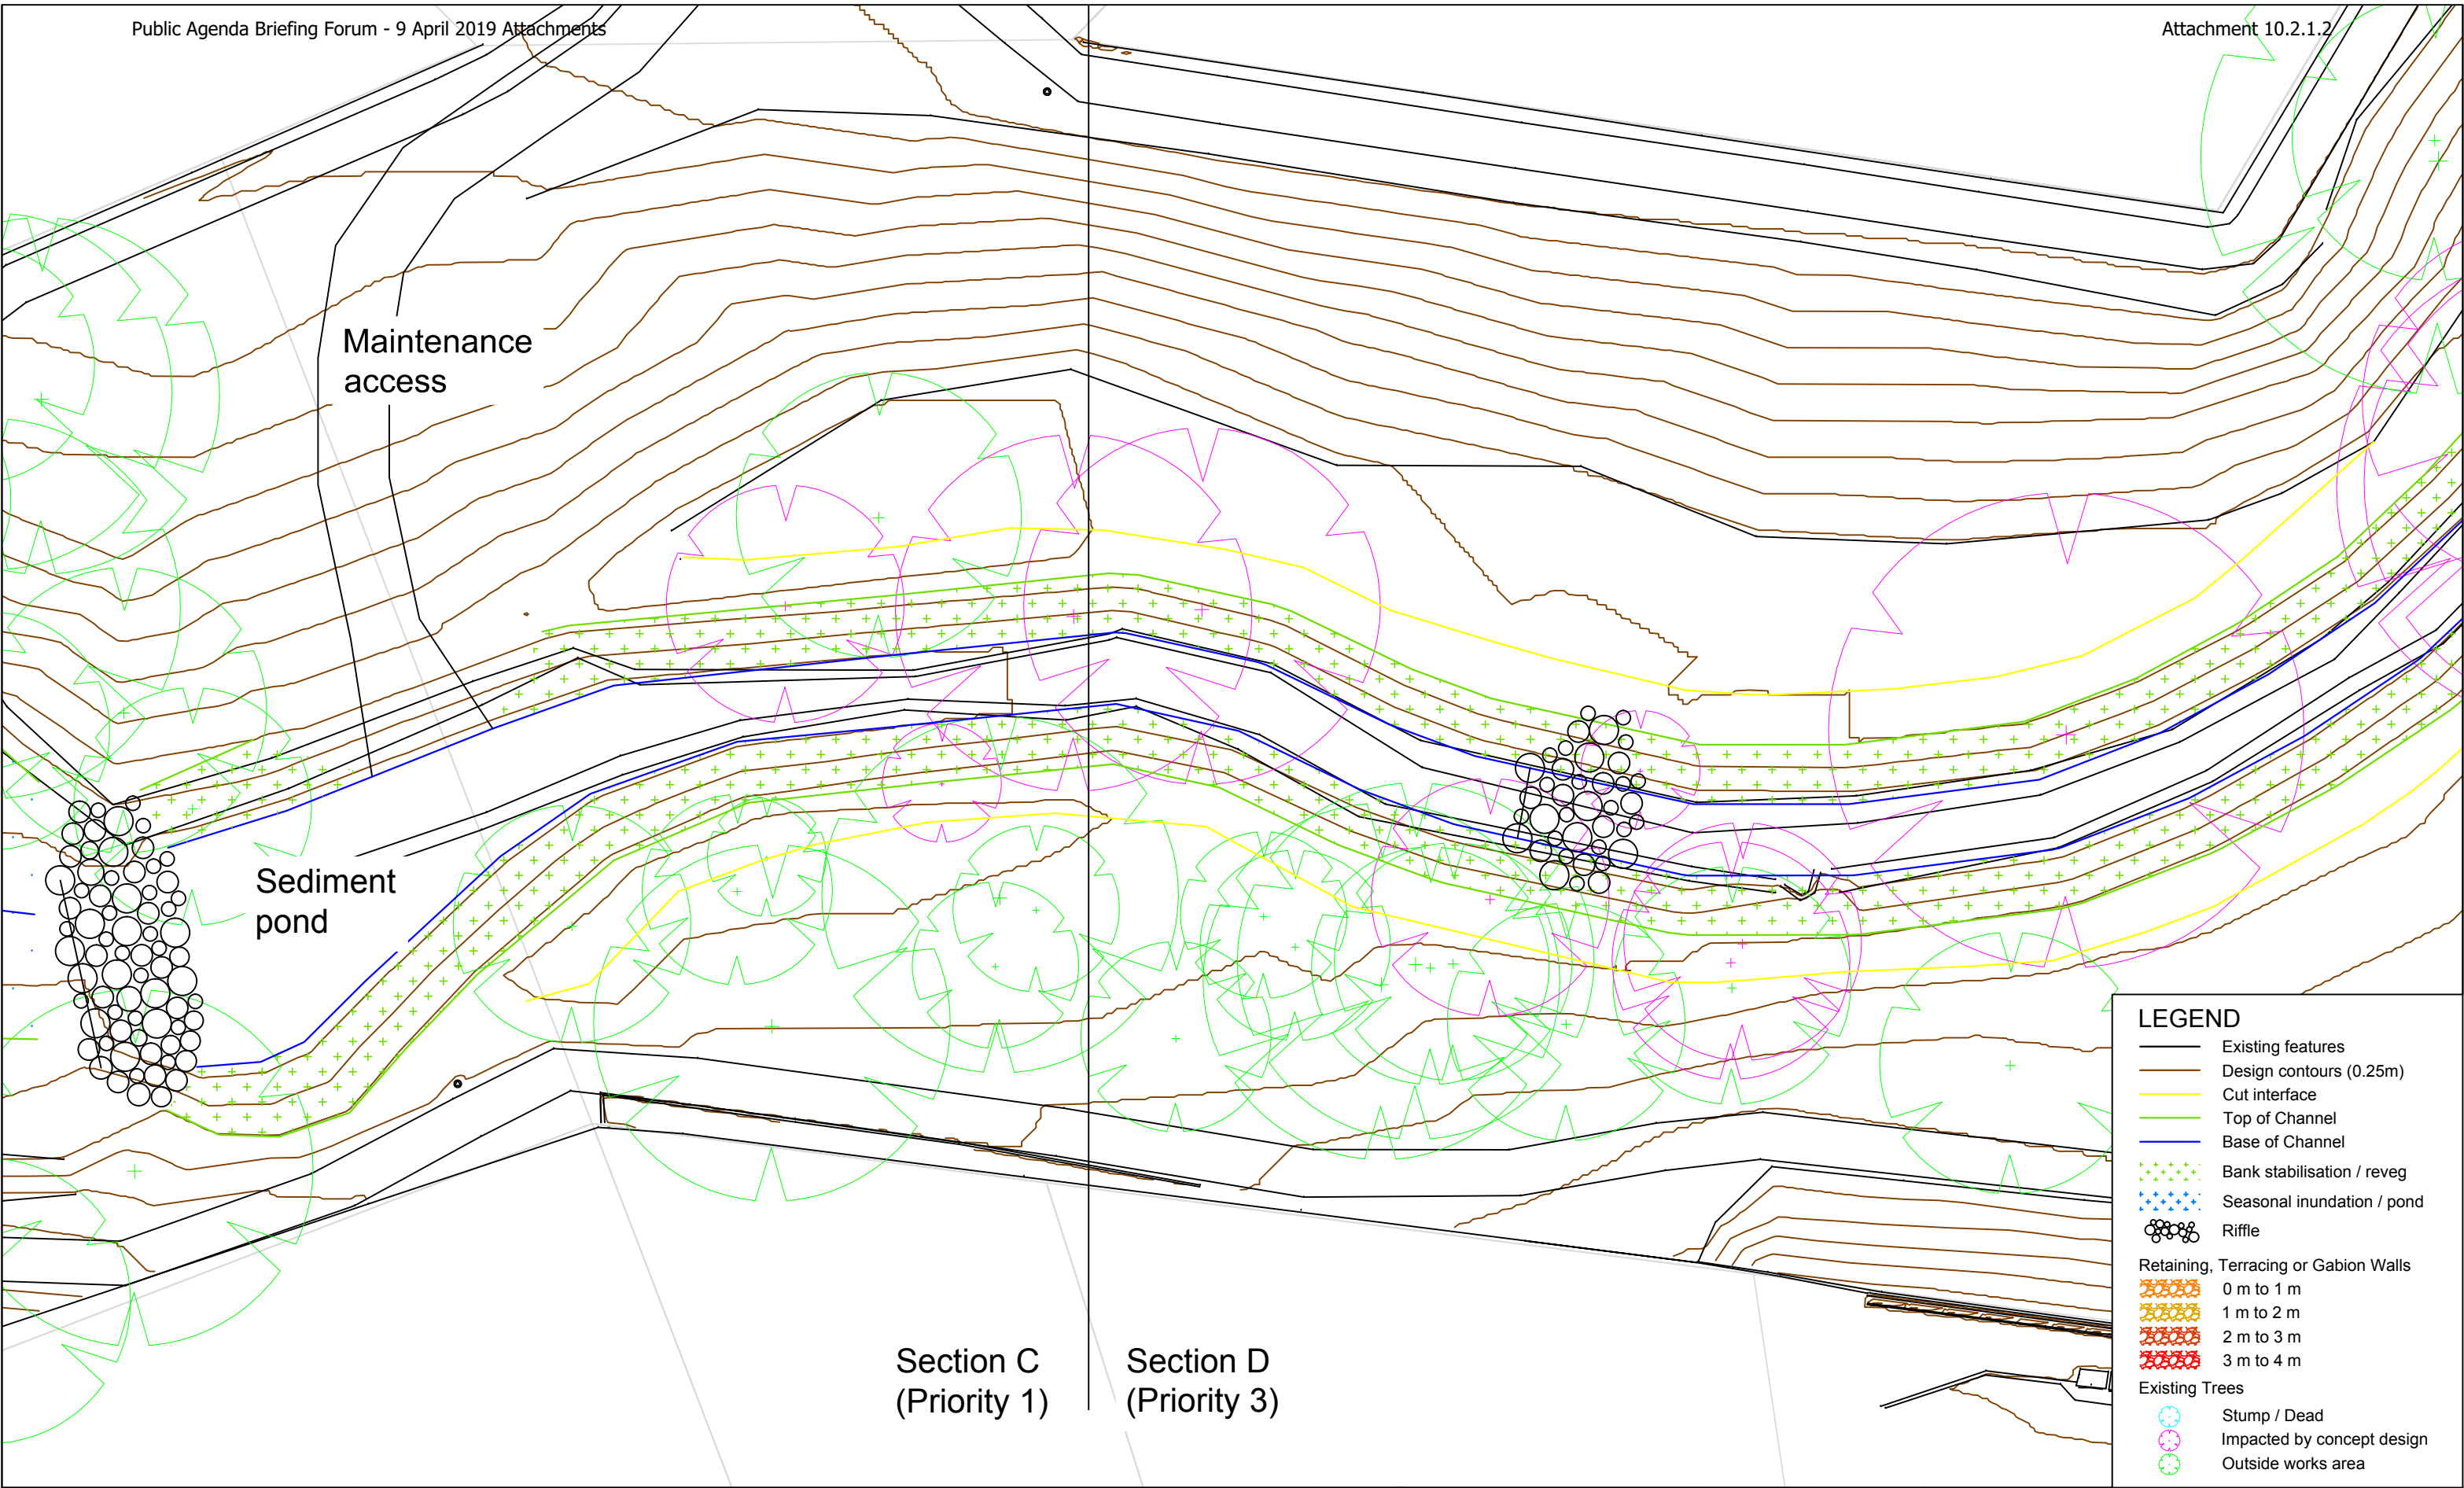 Public Agenda Briefing Forum - 9 April 2019 Attachments
Attachment 10.2.1.2
Maintenance
access
Sediment
pond
Section C
(Priority 1)
Section D
(Priority 3)
LEGEND
Existing features
Design contours (0.25m)
Cut interface
Top of Channel
Base of Channel
Bank stabilisation / reveg
Seasonal inundation / pond
Riffle
Retaining, Terracing or Gabion Walls
0 m to 1 m
1 m to 2 m
2 m to 3 m
3 m to 4 m
Existing Trees
Stump / Dead
Impacted by concept design
Outside works area